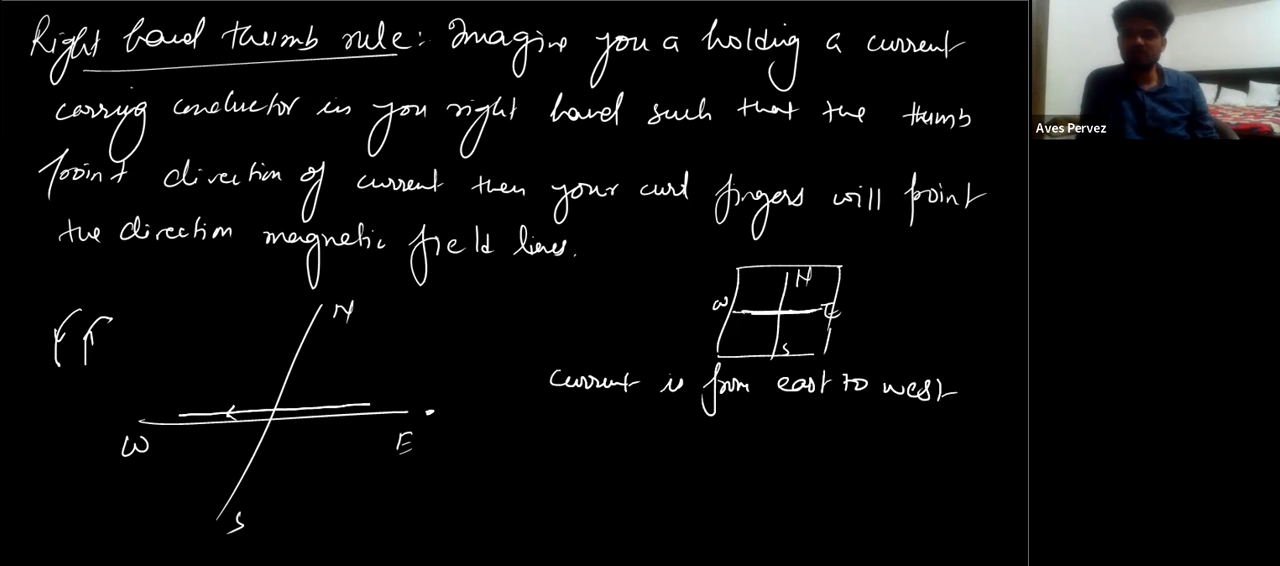 Right hand thumb rule: Imagine you a holding a current
carrying conductor in you right hand such that the thumb
point direction of current then your curl fingers will point
the direction magnetic field lines.
N
W E
S
N
W E
S
current is from east to west
Aves Pervez